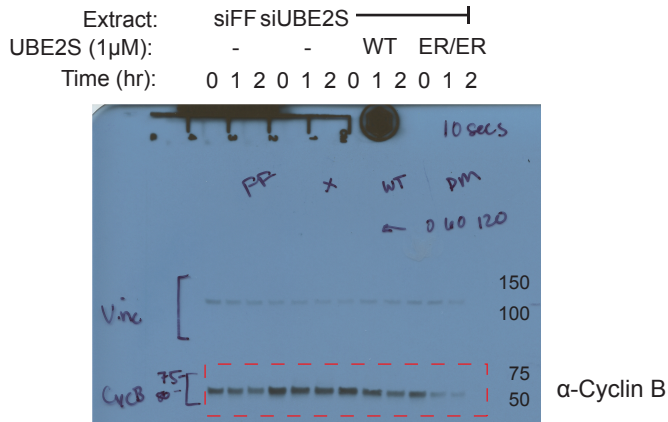 Extract: siFF siUBE2S
UBE2S (1µM): - - WT ER/ER
Time (hr): 0 1 2 0 1 2 0 1 2 0 1 2
10 secs
FF X WT DM
← 0 60 120
150
Vinc 100
75 75
CycB 50
α-Cyclin B